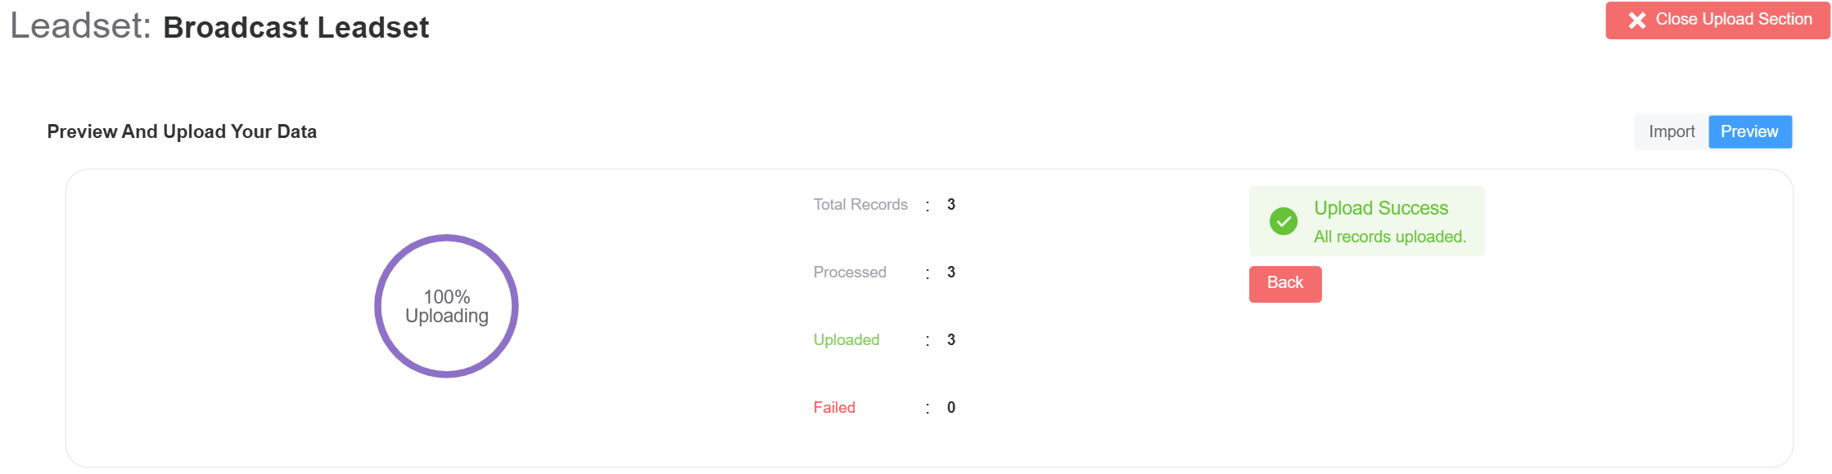 Leadset: Broadcast Leadset
Close Upload Section
Preview And Upload Your Data
Import
Preview
100%
Uploading
Total Records : 3
Processed : 3
Uploaded : 3
Failed : 0
Upload Success
All records uploaded.
Back